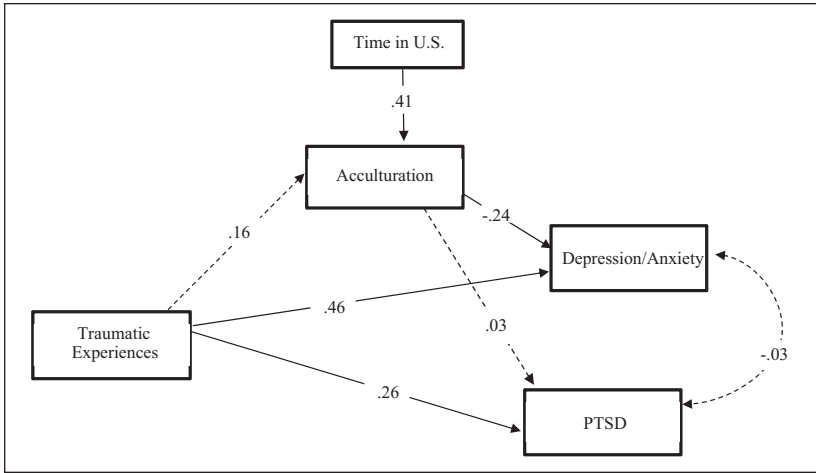 Time in U.S.
.41
Acculturation
-.24
.16
Depression/Anxiety
.46
.03
Traumatic
Experiences
-.03
.26
PTSD